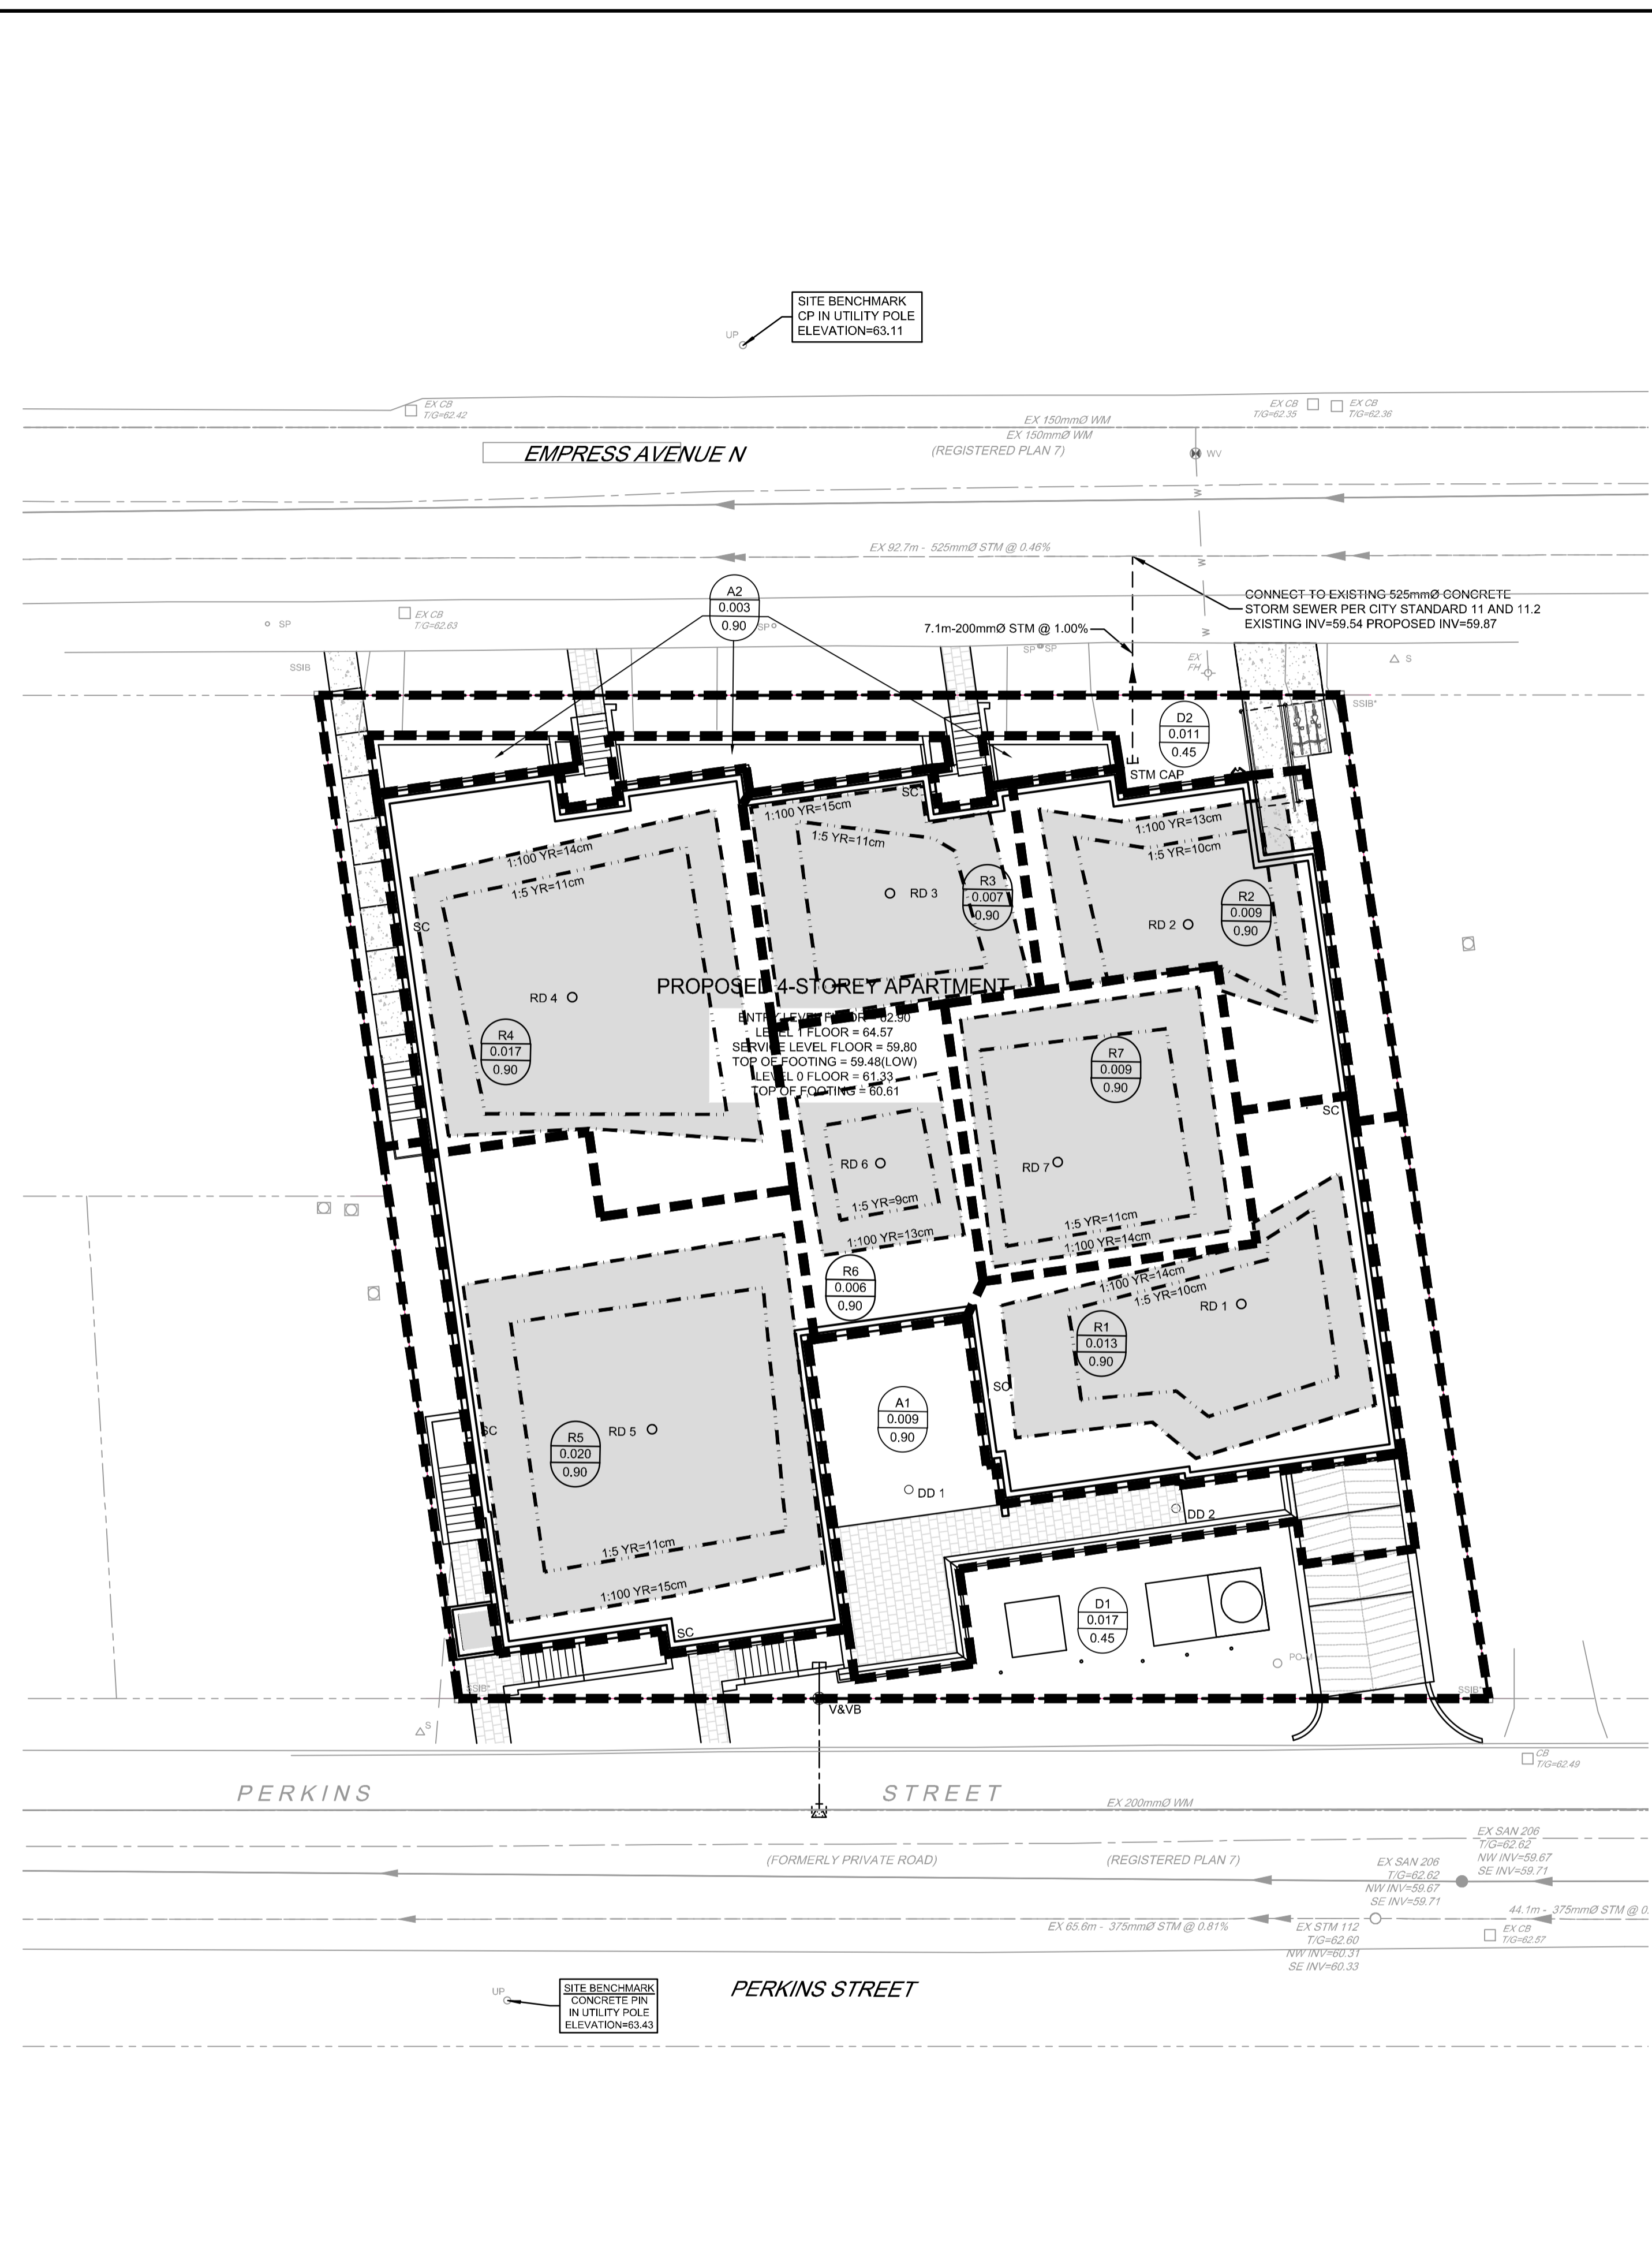 SITE BENCHMARK
CP IN UTILITY POLE
ELEVATION=63.11
UP
EX CB
T/G=62.42
EX CB
T/G=62.35
EX CB
T/G=62.36
EX 150mmØ WM
EX 150mmØ WM
EMPRESS AVENUE N
(REGISTERED PLAN 7)
WV
W
EX 92.7m - 525mmØ STM @ 0.46%
W
A2
0.003
0.90
CONNECT TO EXISTING 525mmØ CONCRETE
STORM SEWER PER CITY STANDARD 11 AND 11.2
EXISTING INV=59.54 PROPOSED INV=59.87
EX CB
T/G=62.63
SP
SP
7.1m-200mmØ STM @ 1.00%
W
SP
SP
SSIB
EX
FH
S
SSIB*
D2
0.011
0.45
STM CAP
SC
1:100 YR=15cm
1:5 YR=11cm
1:100 YR=13cm
1:5 YR=10cm
1:100 YR=14cm
1:5 YR=11cm
RD 3
R3
0.007
0.90
R2
0.009
0.90
RD 2
SC
PROPOSED 4-STOREY APARTMENT
RD 4
ENTRY LEVEL FLOOR = 62.90
LEVEL 1 FLOOR = 64.57
SERVICE LEVEL FLOOR = 59.80
TOP OF FOOTING = 59.48(LOW)
LEVEL 0 FLOOR = 61.33
TOP OF FOOTING = 60.61
R4
0.017
0.90
R7
0.009
0.90
SC
RD 6
RD 7
1:5 YR=9cm
1:100 YR=13cm
1:5 YR=11cm
1:100 YR=14cm
R6
0.006
0.90
1:100 YR=14cm
1:5 YR=10cm
RD 1
R1
0.013
0.90
SC
A1
0.009
0.90
SC
R5
0.020
0.90
RD 5
DD 1
DD 2
1:5 YR=11cm
1:100 YR=15cm
D1
0.017
0.45
SC
PO-M
SSIB*
SSIB*
V&VB
S
CB
T/G=62.49
PERKINS STREET
EX 200mmØ WM
(FORMERLY PRIVATE ROAD)
(REGISTERED PLAN 7)
EX SAN 206
T/G=62.62
NW INV=59.67
SE INV=59.71
EX SAN 206
T/G=62.62
NW INV=59.67
SE INV=59.71
EX 65.6m - 375mmØ STM @ 0.81%
44.1m - 375mmØ STM @ 0.
EX STM 112
T/G=62.60
NW INV=60.31
SE INV=60.33
EX CB
T/G=62.57
UP
SITE BENCHMARK
CONCRETE PIN
IN UTILITY POLE
ELEVATION=63.43
PERKINS STREET